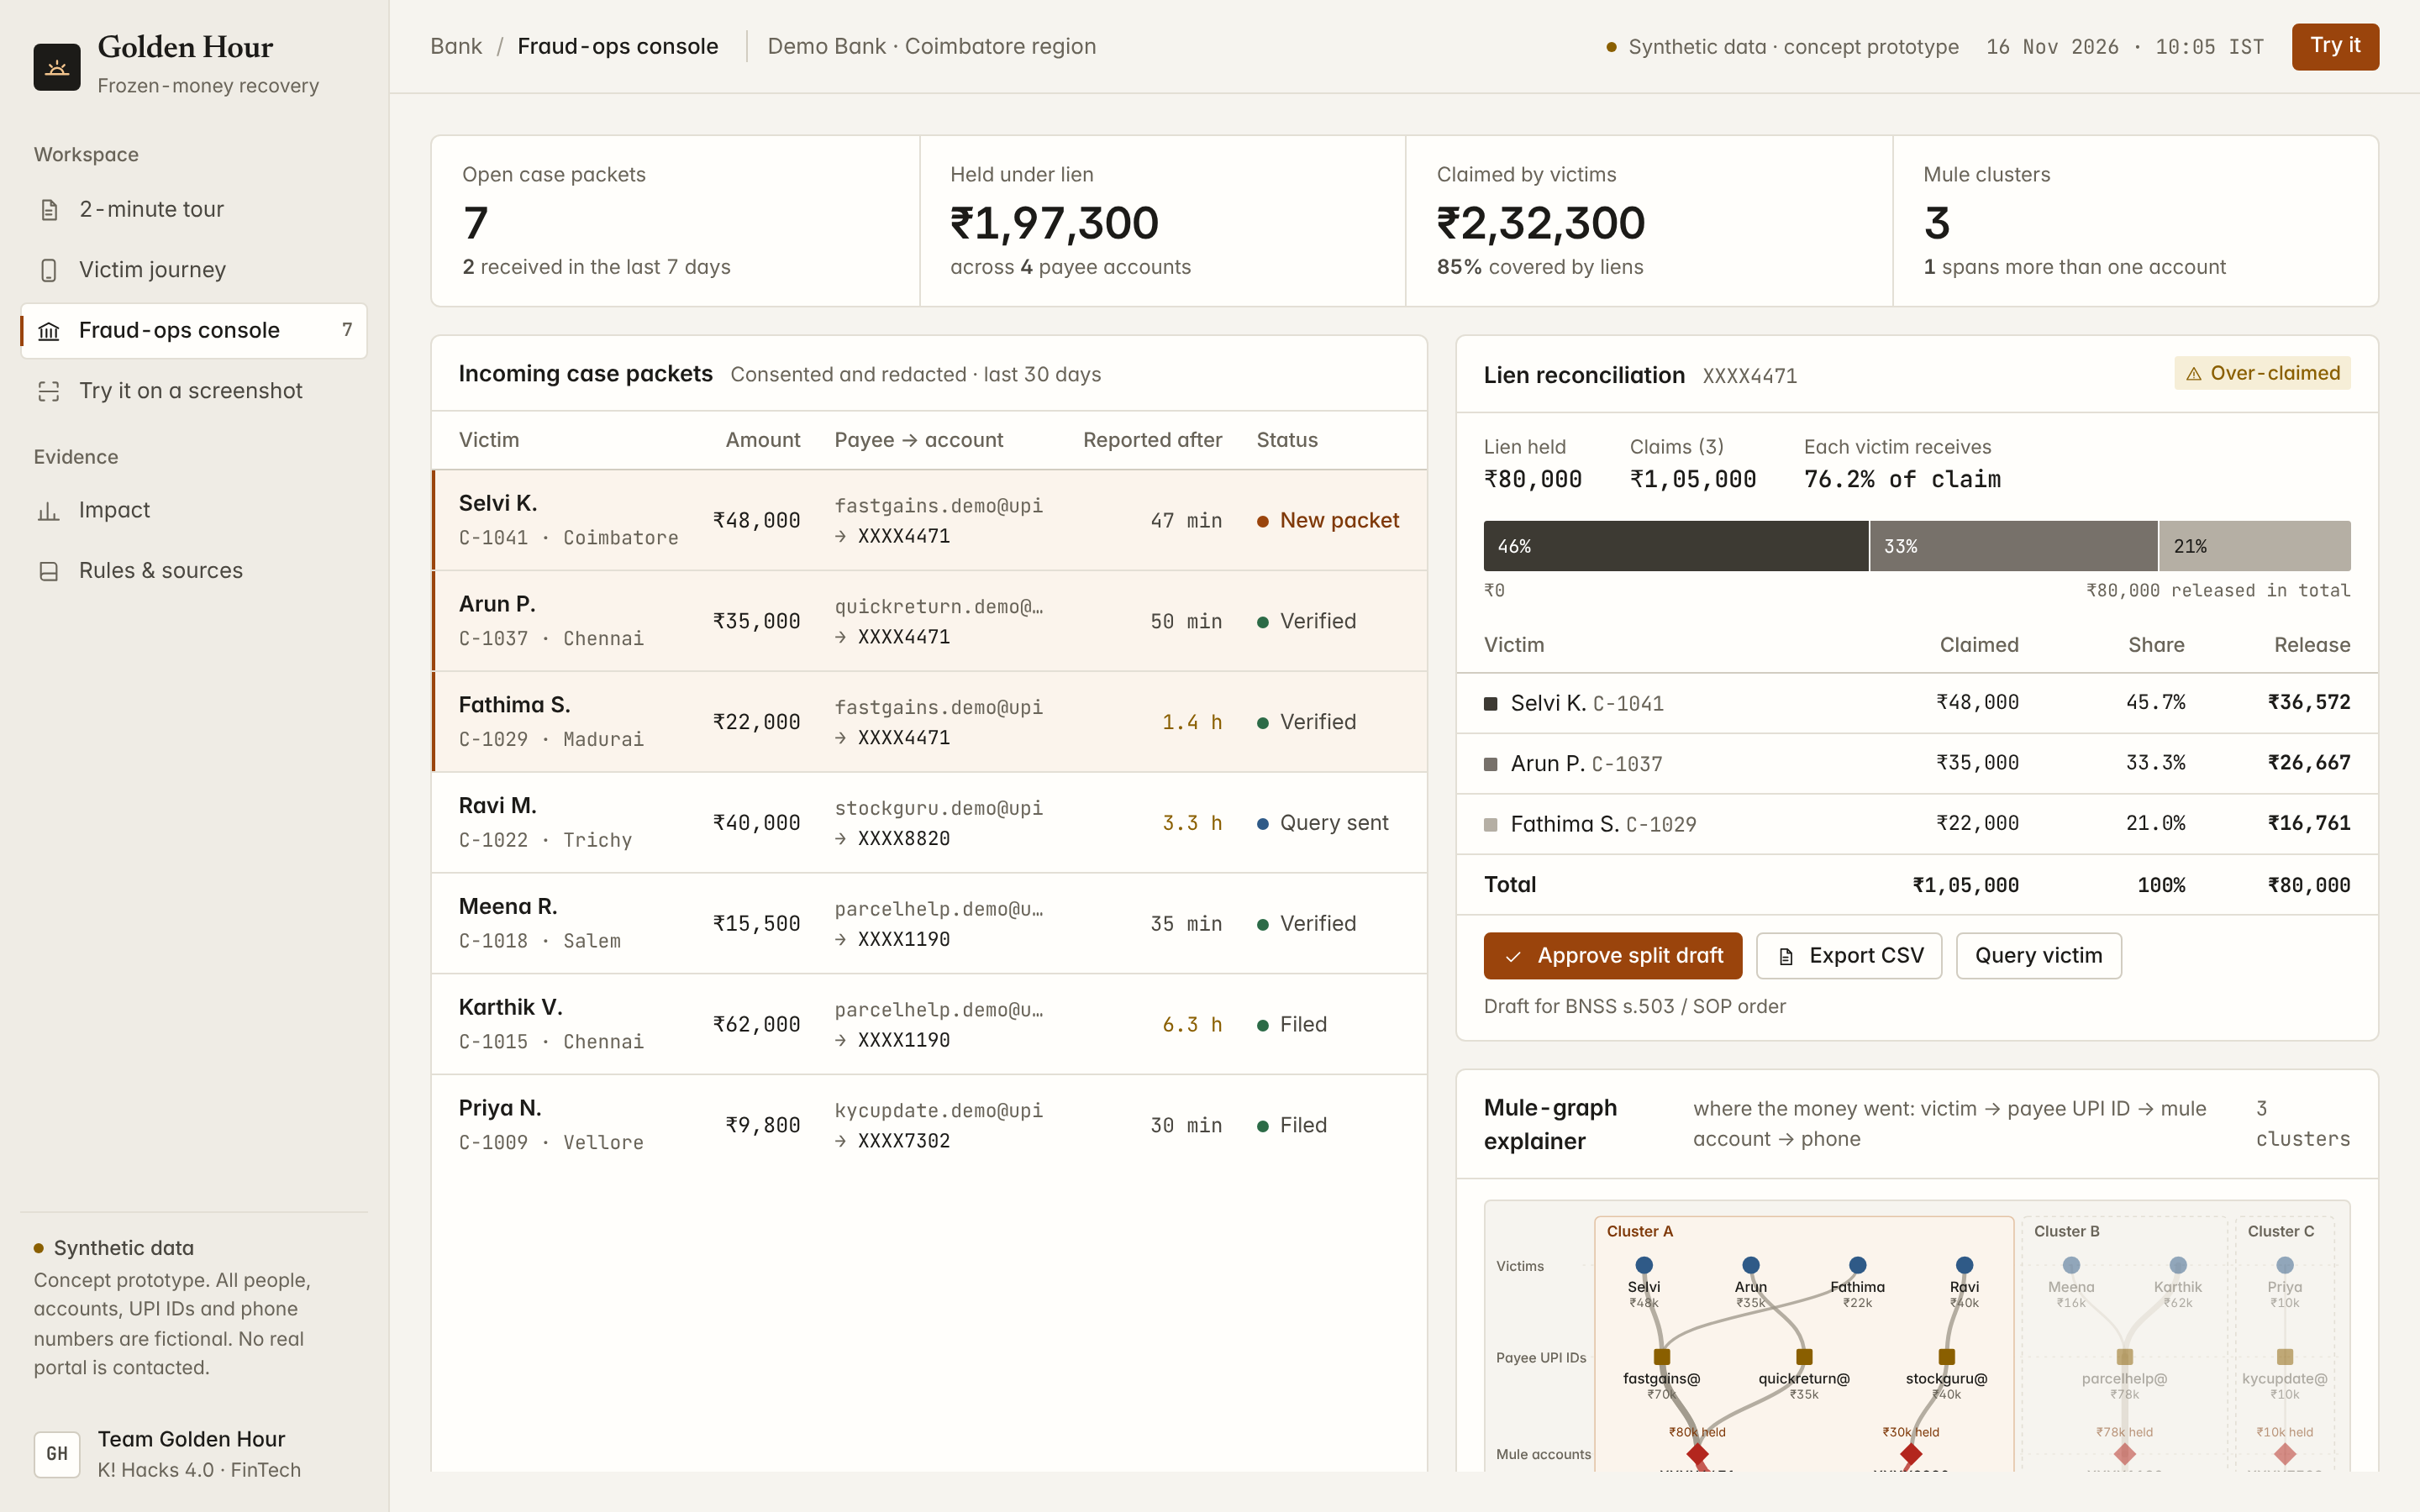 Golden Hour
Frozen-money recovery
Workspace
2-minute tour
Victim journey
Fraud-ops console 7
Try it on a screenshot
Evidence
Impact
Rules & sources
Synthetic data
Concept prototype. All people,
accounts, UPI IDs and phone
numbers are fictional. No real
portal is contacted.
GH
Team Golden Hour
K! Hacks 4.0 · FinTech
Bank / Fraud-ops console
Demo Bank · Coimbatore region
Synthetic data · concept prototype
16 Nov 2026 · 10:05 IST
Try it
Open case packets
7
2 received in the last 7 days
Held under lien
₹1,97,300
across 4 payee accounts
Claimed by victims
₹2,32,300
85% covered by liens
Mule clusters
3
1 spans more than one account
Incoming case packets Consented and redacted · last 30 days
Victim Amount Payee → account Reported after Status
Selvi K.
C-1041 · Coimbatore
₹48,000
fastgains.demo@upi
→ XXXX4471
47 min
New packet
Arun P.
C-1037 · Chennai
₹35,000
quickreturn.demo@…
→ XXXX4471
50 min
Verified
Fathima S.
C-1029 · Madurai
₹22,000
fastgains.demo@upi
→ XXXX4471
1.4 h
Verified
Ravi M.
C-1022 · Trichy
₹40,000
stockguru.demo@upi
→ XXXX8820
3.3 h
Query sent
Meena R.
C-1018 · Salem
₹15,500
parcelhelp.demo@u…
→ XXXX1190
35 min
Verified
Karthik V.
C-1015 · Chennai
₹62,000
parcelhelp.demo@u…
→ XXXX1190
6.3 h
Filed
Priya N.
C-1009 · Vellore
₹9,800
kycupdate.demo@upi
→ XXXX7302
30 min
Filed
Lien reconciliation XXXX4471
Over-claimed
Lien held
₹80,000
Claims (3)
₹1,05,000
Each victim receives
76.2% of claim
46% 33% 21%
₹0 ₹80,000 released in total
Victim Claimed Share Release
Selvi K. C-1041 ₹48,000 45.7% ₹36,572
Arun P. C-1037 ₹35,000 33.3% ₹26,667
Fathima S. C-1029 ₹22,000 21.0% ₹16,761
Total ₹1,05,000 100% ₹80,000
Approve split draft
Export CSV
Query victim
Draft for BNSS s.503 / SOP order
Mule-graph
explainer
where the money went: victim → payee UPI ID → mule
account → phone
3
clusters
Cluster A Cluster B Cluster C
Victims
Selvi Arun Fathima Ravi Meena Karthik Priya
₹48k ₹35k ₹22k ₹40k ₹16k ₹62k ₹10k
Payee UPI IDs
fastgains@ quickreturn@ stockguru@ parcelhelp@ kycupdate@
₹70k ₹35k ₹40k ₹78k ₹10k
₹80k held ₹30k held ₹78k held ₹10k held
Mule accounts